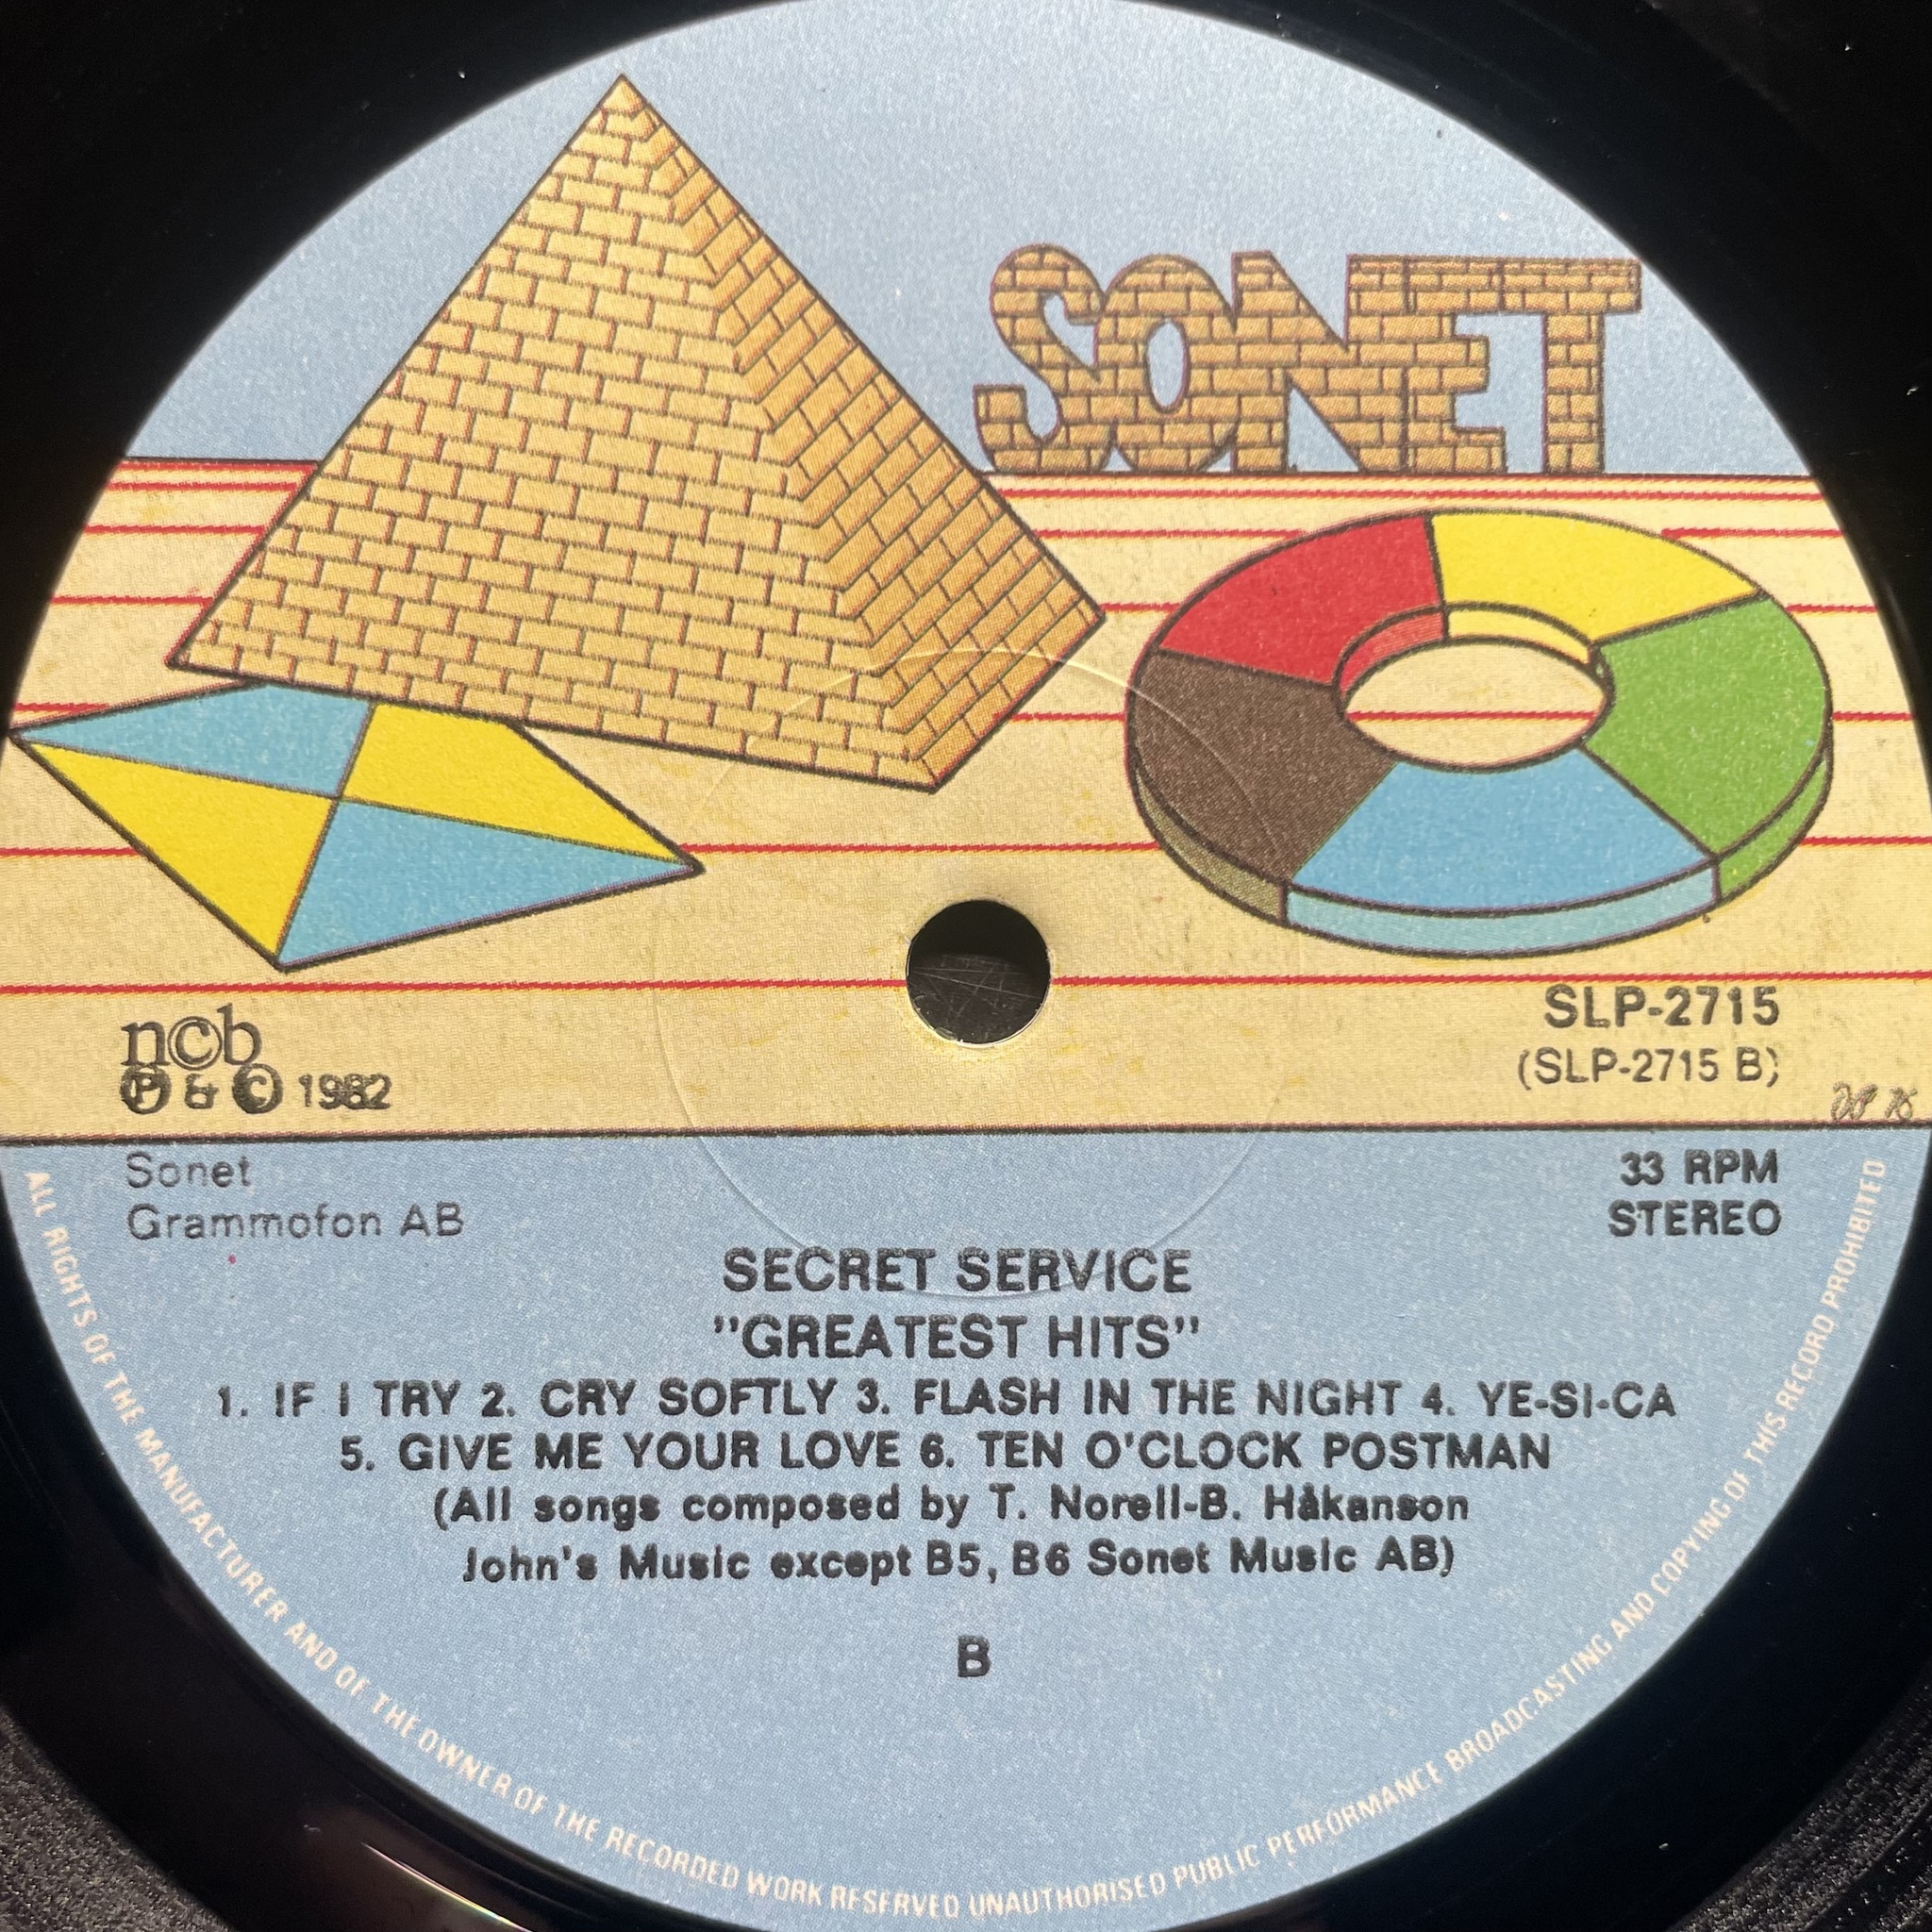 SONET
ncb
SLP-2715
Ⓟ & © 1982
(SLP-2715 B)
Sonet
Grammofon AB
33 RPM
STEREO
SECRET SERVICE
"GREATEST HITS"
1. IF I TRY 2. CRY SOFTLY 3. FLASH IN THE NIGHT 4. YE-SI-CA
5. GIVE ME YOUR LOVE 6. TEN O'CLOCK POSTMAN
(All songs composed by T. Norell-B. Håkanson
John's Music except B5, B6 Sonet Music AB)
B
ALL RIGHTS OF THE MANUFACTURER AND OF THE OWNER OF THE RECORDED WORK RESERVED UNAUTHORISED PUBLIC PERFORMANCE BROADCASTING AND COPYING OF THIS RECORD PROHIBITED